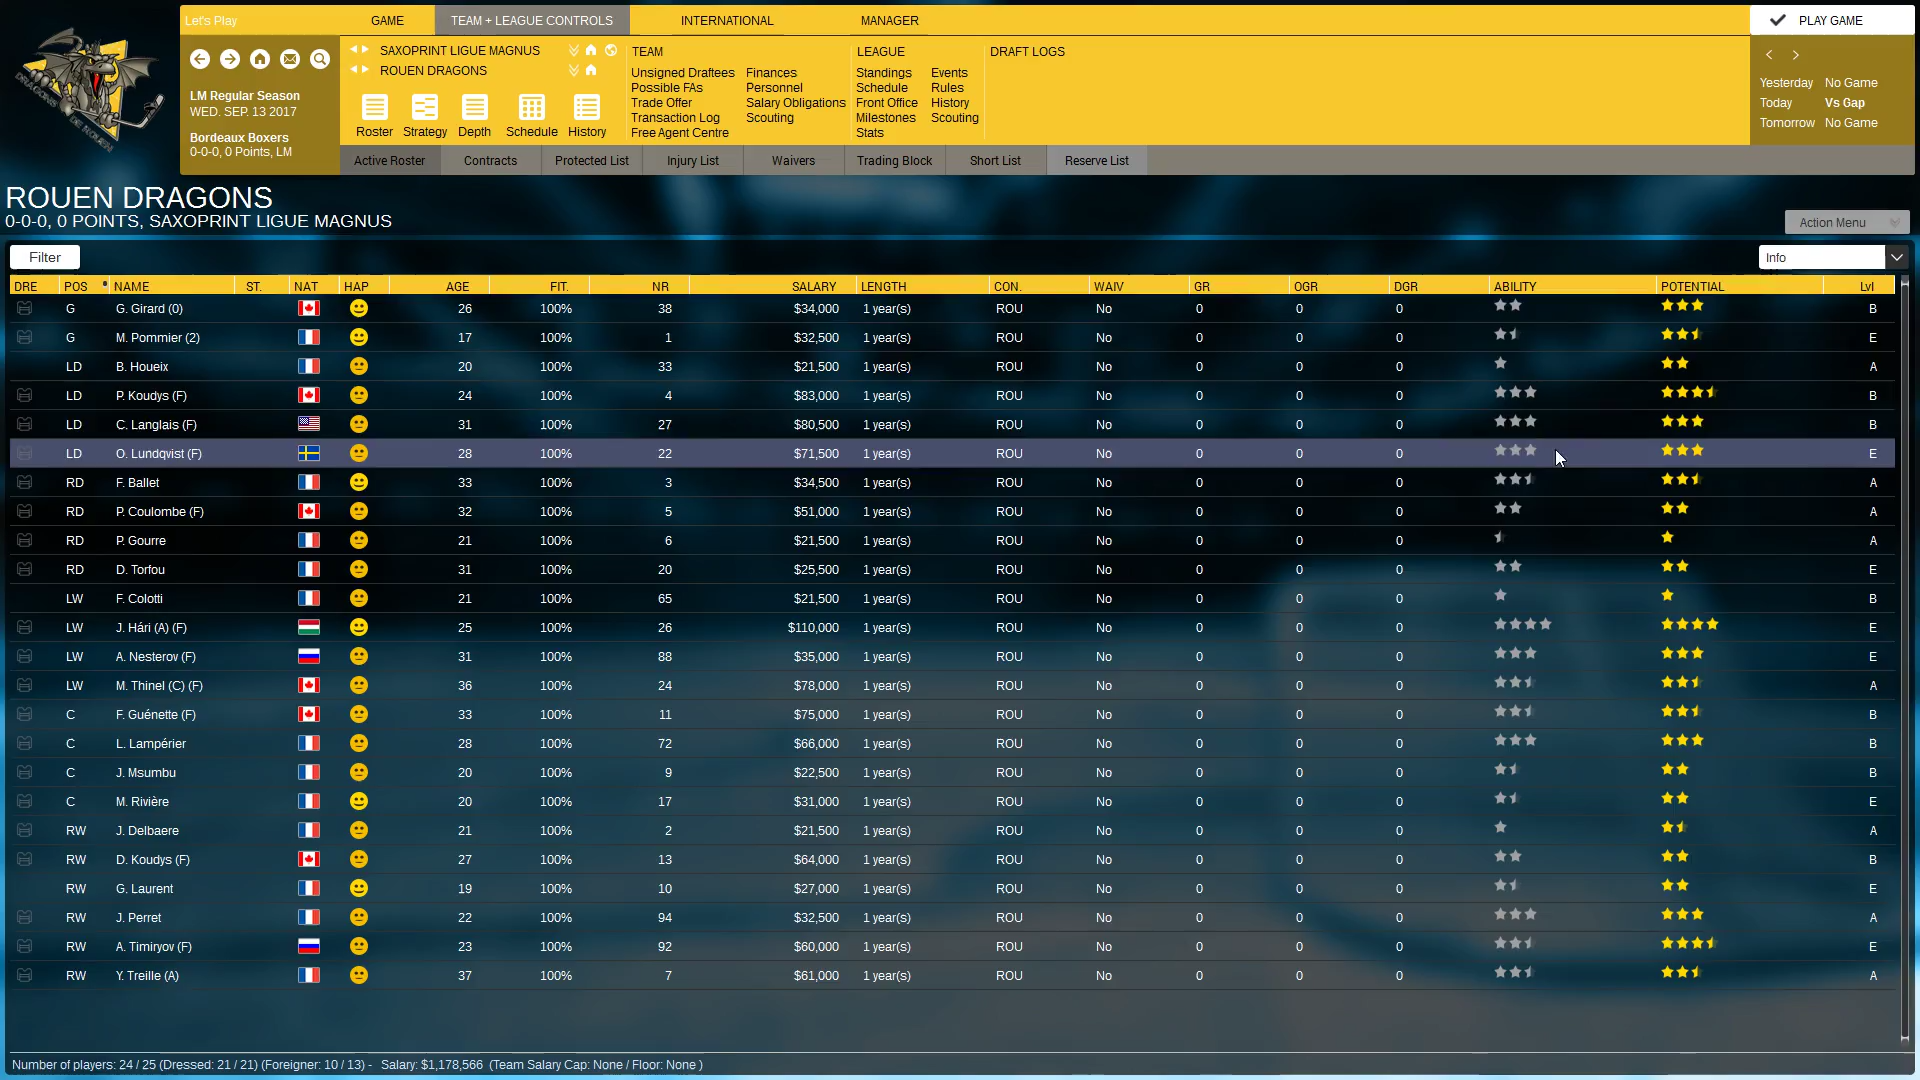 Let's Play GAME TEAM + LEAGUE CONTROLS INTERNATIONAL MANAGER PLAY GAME
SAXOPRINT LIGUE MAGNUS
ROUEN DRAGONS
LM Regular Season
WED. SEP. 13 2017
Bordeaux Boxers
0-0-0, 0 Points, LM
Roster Strategy Depth Schedule History
TEAM
Unsigned Draftees Finances
Possible FAs Personnel
Trade Offer Salary Obligations
Transaction Log Scouting
Free Agent Centre
LEAGUE
Standings Events
Schedule Rules
Front Office History
Milestones Scouting
Stats
DRAFT LOGS
Yesterday No Game
Today Vs Gap
Tomorrow No Game
Active Roster Contracts Protected List Injury List Waivers Trading Block Short List Reserve List
ROUEN DRAGONS
0-0-0, 0 POINTS, SAXOPRINT LIGUE MAGNUS
Action Menu
Filter Info
DRE POS NAME ST. NAT HAP AGE FIT. NR SALARY LENGTH CON. WAIV GR OGR DGR ABILITY POTENTIAL Lvl
G G. Girard (0) 26 100% 38 $34,000 1 year(s) ROU No 0 0 0 B
G M. Pommier (2) 17 100% 1 $32,500 1 year(s) ROU No 0 0 0 E
LD B. Houeix 20 100% 33 $21,500 1 year(s) ROU No 0 0 0 A
LD P. Koudys (F) 24 100% 4 $83,000 1 year(s) ROU No 0 0 0 B
LD C. Langlais (F) 31 100% 27 $80,500 1 year(s) ROU No 0 0 0 B
LD O. Lundqvist (F) 28 100% 22 $71,500 1 year(s) ROU No 0 0 0 E
RD F. Ballet 33 100% 3 $34,500 1 year(s) ROU No 0 0 0 A
RD P. Coulombe (F) 32 100% 5 $51,000 1 year(s) ROU No 0 0 0 A
RD P. Gourre 21 100% 6 $21,500 1 year(s) ROU No 0 0 0 A
RD D. Torfou 31 100% 20 $25,500 1 year(s) ROU No 0 0 0 E
LW F. Colotti 21 100% 65 $21,500 1 year(s) ROU No 0 0 0 B
LW J. Hári (A) (F) 25 100% 26 $110,000 1 year(s) ROU No 0 0 0 E
LW A. Nesterov (F) 31 100% 88 $35,000 1 year(s) ROU No 0 0 0 E
LW M. Thinel (C) (F) 36 100% 24 $78,000 1 year(s) ROU No 0 0 0 A
C F. Guénette (F) 33 100% 11 $75,000 1 year(s) ROU No 0 0 0 B
C L. Lampérier 28 100% 72 $66,000 1 year(s) ROU No 0 0 0 B
C J. Msumbu 20 100% 9 $22,500 1 year(s) ROU No 0 0 0 B
C M. Rivière 20 100% 17 $31,000 1 year(s) ROU No 0 0 0 E
RW J. Delbaere 21 100% 2 $21,500 1 year(s) ROU No 0 0 0 A
RW D. Koudys (F) 27 100% 13 $64,000 1 year(s) ROU No 0 0 0 B
RW G. Laurent 19 100% 10 $27,000 1 year(s) ROU No 0 0 0 E
RW J. Perret 22 100% 94 $32,500 1 year(s) ROU No 0 0 0 A
RW A. Timiryov (F) 23 100% 92 $60,000 1 year(s) ROU No 0 0 0 E
RW Y. Treille (A) 37 100% 7 $61,000 1 year(s) ROU No 0 0 0 A
Number of players: 24 / 25 (Dressed: 21 / 21) (Foreigner: 10 / 13) - Salary: $1,178,566 (Team Salary Cap: None / Floor: None )